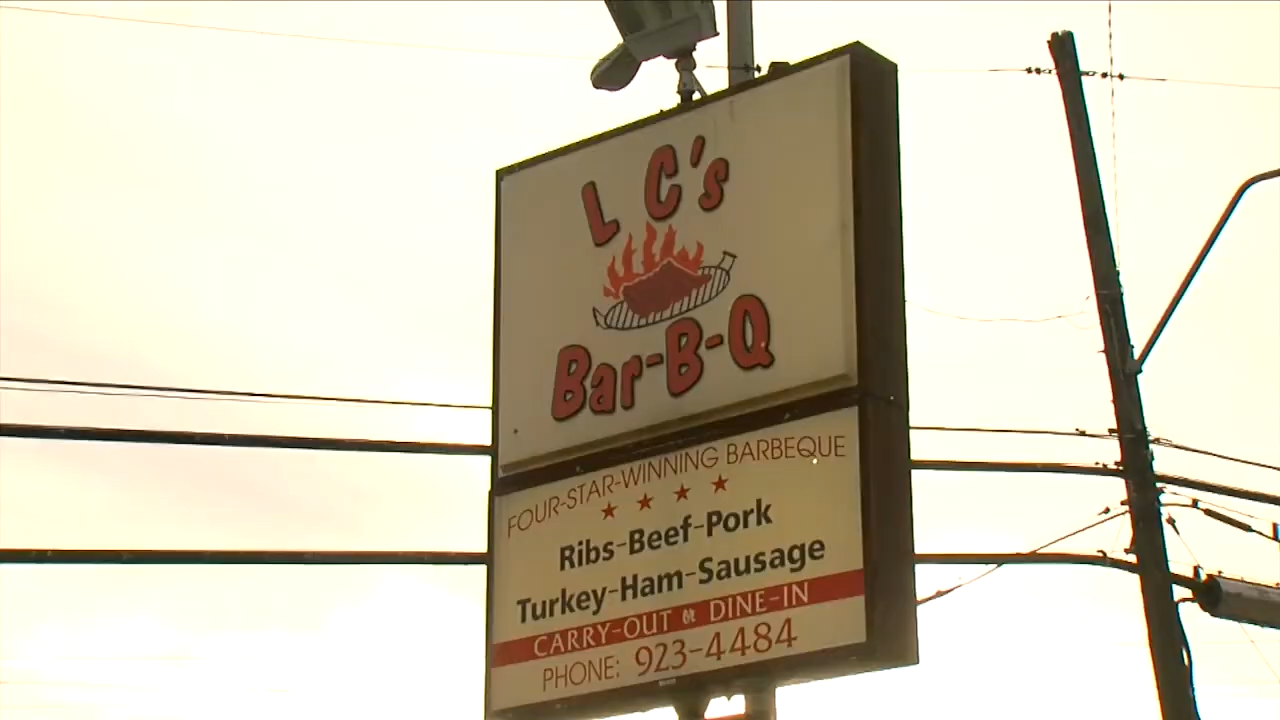 L C's
Bar-B-Q
FOUR-STAR-WINNING BARBEQUE
Ribs-Beef-Pork
Turkey-Ham-Sausage
CARRY-OUT or DINE-IN
PHONE: 923-4484